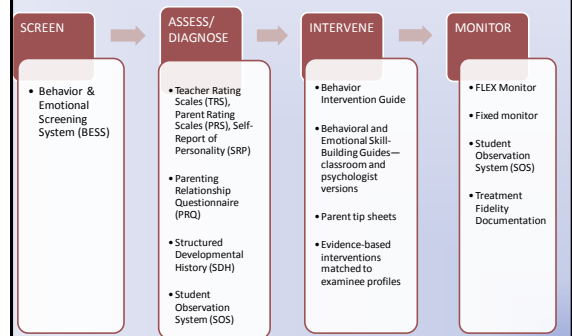 SCREEN
• Behavior &
Emotional
Screening
System (BESS)
ASSESS/
DIAGNOSE
• Teacher Rating
Scales (TRS),
Parent Rating
Scales (PRS), Self-
Report of
Personality (SRP)
• Parenting
Relationship
Questionnaire
(PRQ)
• Structured
Developmental
History (SDH)
• Student
Observation
System (SOS)
INTERVENE
• Behavior
Intervention Guide
• Behavioral and
Emotional Skill-
Building Guides—
classroom and
psychologist
versions
• Parent tip sheets
• Evidence-based
interventions
matched to
examinee profiles
MONITOR
• FLEX Monitor
• Fixed monitor
• Student
Observation
System (SOS)
• Treatment
Fidelity
Documentation